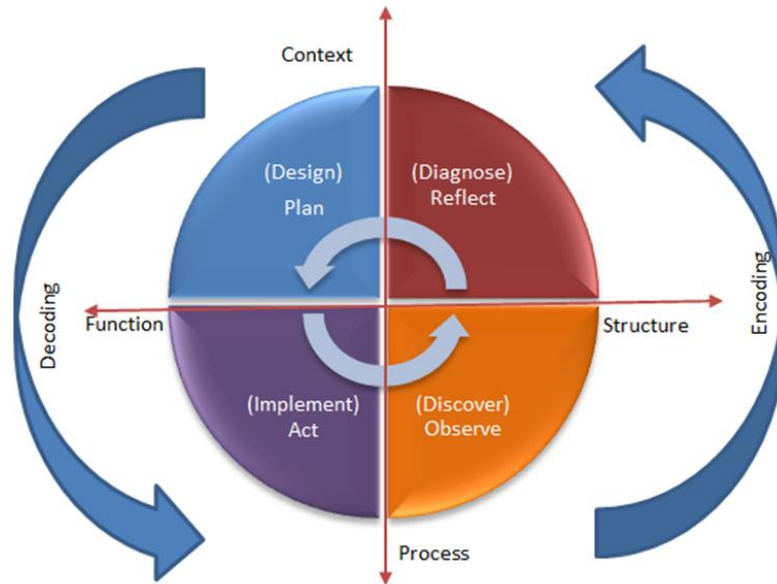 Context
(Design)
Plan
(Diagnose)
Reflect
Decoding
Function
Structure
Encoding
(Implement)
Act
(Discover)
Observe
Process